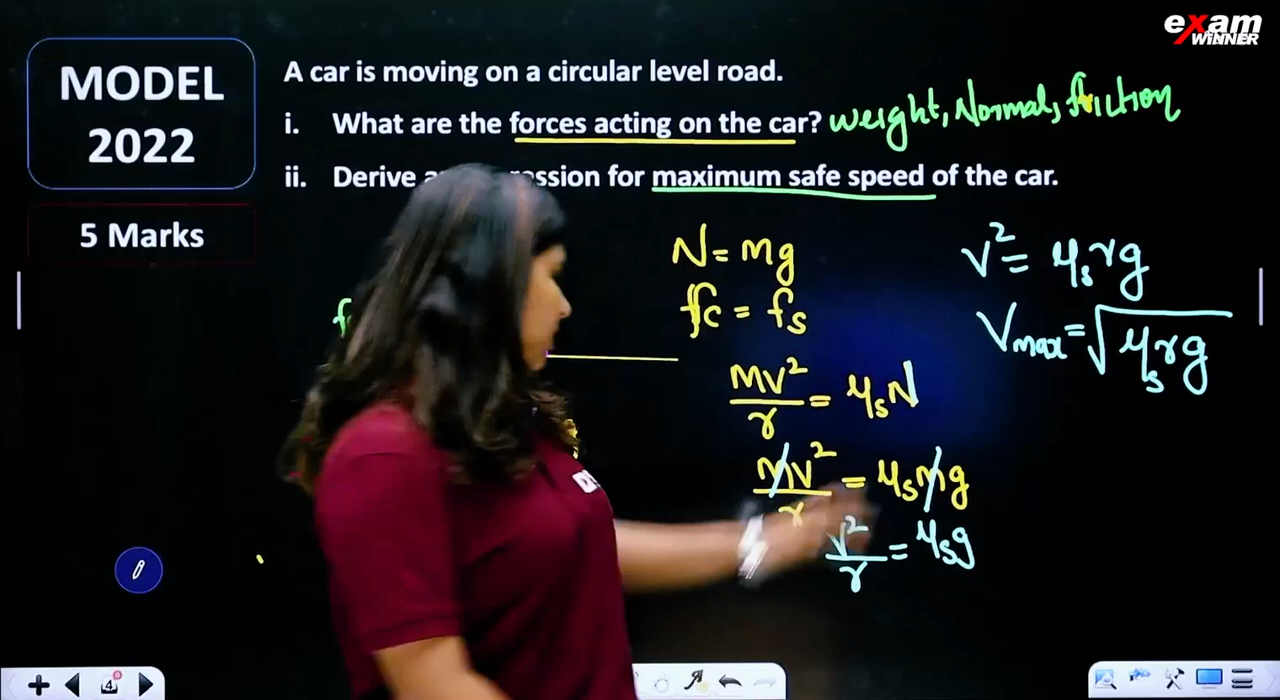 exam
WINNER
MODEL
2022
5 Marks
A car is moving on a circular level road.
i. What are the forces acting on the car? weight, Normal, friction
ii. Derive ssion for maximum safe speed of the car.
N = mg
fc = fs
mv²/r = μsN
mv²/r = μsmg
v²/r = μsg
v² = μsrg
Vmax = √μsrg
4